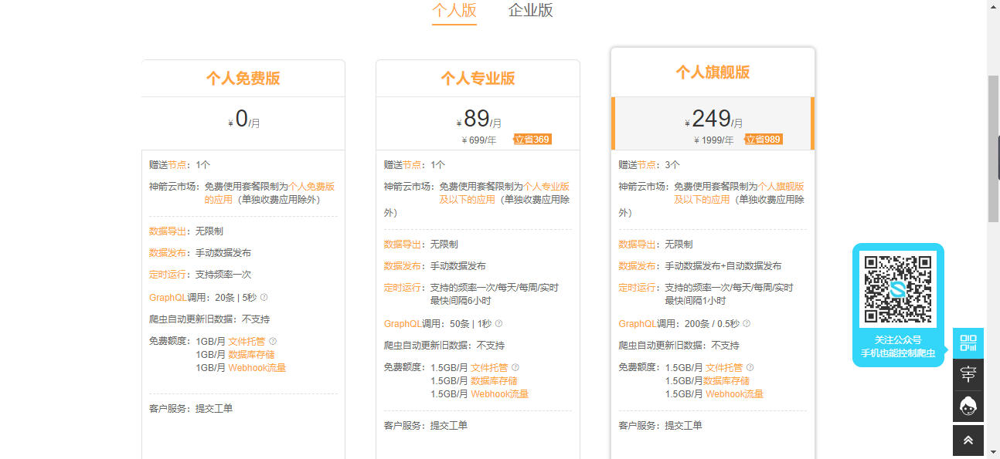 个人版 企业版
个人免费版
¥0/月
赠送节点：1个
神箭云市场：免费使用套餐限制为个人免费版
的应用（单独收费应用除外）
数据导出：无限制
数据发布：手动数据发布
定时运行：支持频率一次
GraphQL调用：20条 | 5秒 ?
爬虫自动更新旧数据：不支持
免费额度：1GB/月 文件托管 ?
1GB/月 数据库存储
1GB/月 Webhook流量
客户服务：提交工单
个人专业版
¥89/月
¥699/年 立省369
赠送节点：1个
神箭云市场：免费使用套餐限制为个人专业版
及以下的应用（单独收费应用除
外）
数据导出：无限制
数据发布：手动数据发布
定时运行：支持的频率一次/每天/每周/实时
最快间隔6小时
GraphQL调用：50条 | 1秒 ?
爬虫自动更新旧数据：不支持
免费额度：1.5GB/月 文件托管 ?
1.5GB/月 数据库存储
1.5GB/月 Webhook流量
客户服务：提交工单
个人旗舰版
¥249/月
¥1999/年 立省989
赠送节点：3个
神箭云市场：免费使用套餐限制为个人旗舰版
及以下的应用（单独收费应用除
外）
数据导出：无限制
数据发布：手动数据发布+自动数据发布
定时运行：支持的频率一次/每天/每周/实时
最快间隔1小时
GraphQL调用：200条 / 0.5秒 ?
爬虫自动更新旧数据：不支持
免费额度：1.5GB/月 文件托管 ?
1.5GB/月数据库存储
1.5GB/月 Webhook流量
客户服务：提交工单
关注公众号
手机也能控制爬虫